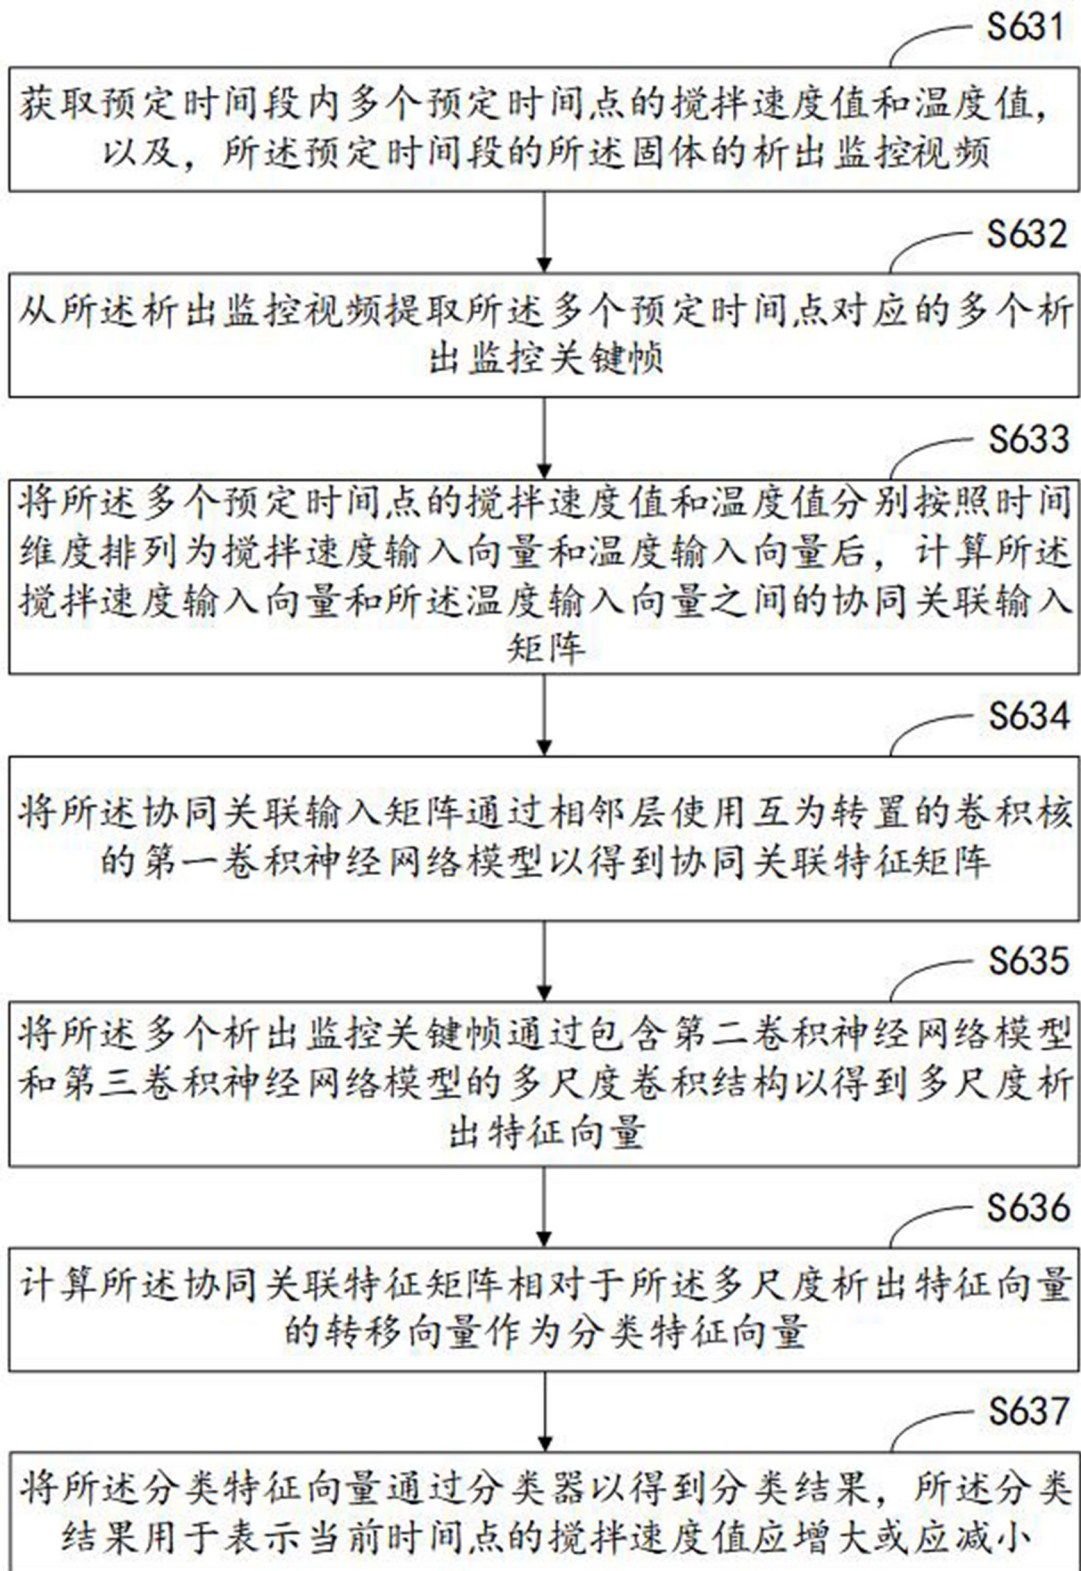 S631
获取预定时间段内多个预定时间点的搅拌速度值和温度值，
以及，所述预定时间段的所述固体的析出监控视频
S632
从所述析出监控视频提取所述多个预定时间点对应的多个析
出监控关键帧
S633
将所述多个预定时间点的搅拌速度值和温度值分别按照时间
维度排列为搅拌速度输入向量和温度输入向量后，计算所述
搅拌速度输入向量和所述温度输入向量之间的协同关联输入
矩阵
S634
将所述协同关联输入矩阵通过相邻层使用互为转置的卷积核
的第一卷积神经网络模型以得到协同关联特征矩阵
S635
将所述多个析出监控关键帧通过包含第二卷积神经网络模型
和第三卷积神经网络模型的多尺度卷积结构以得到多尺度析
出特征向量
S636
计算所述协同关联特征矩阵相对于所述多尺度析出特征向量
的转移向量作为分类特征向量
S637
将所述分类特征向量通过分类器以得到分类结果，所述分类
结果用于表示当前时间点的搅拌速度值应增大或应减小